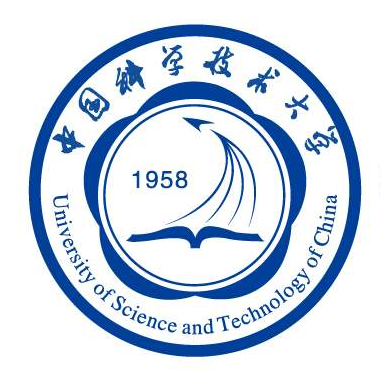 中国科学技术大学
1958
University of Science and Technology of China